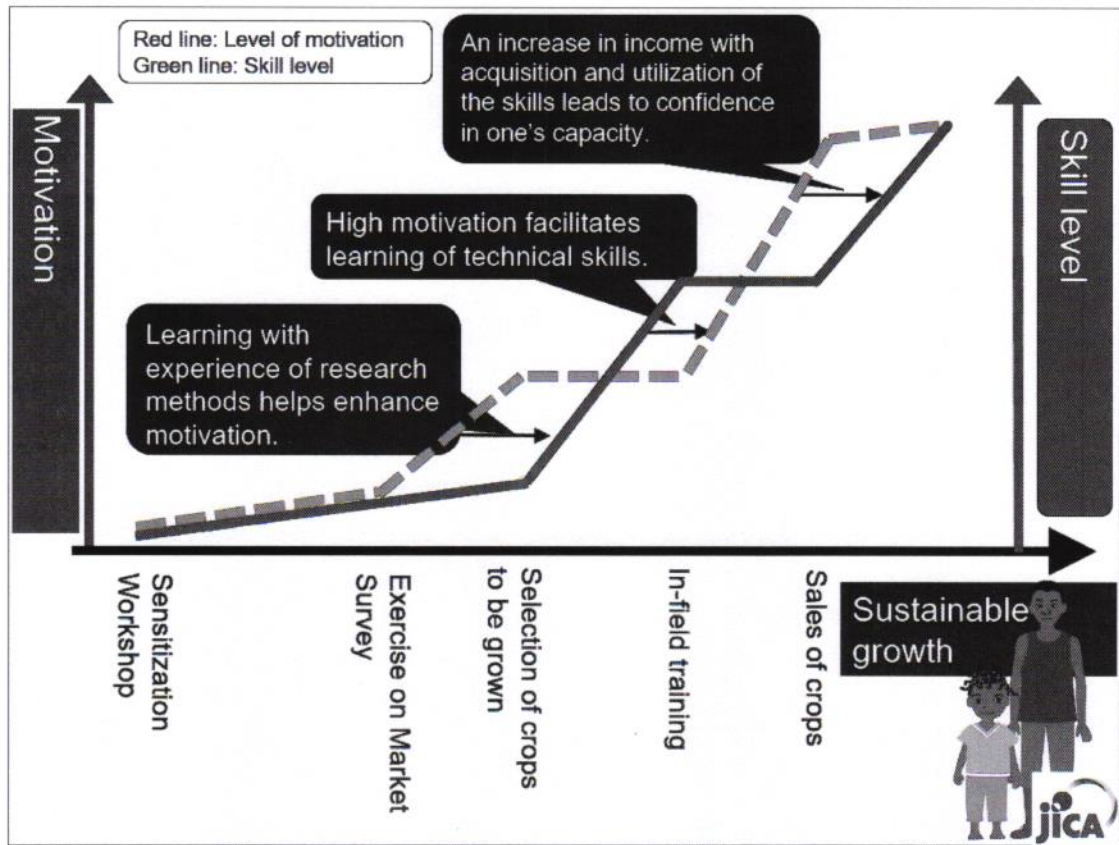 Red line: Level of motivation
Green line: Skill level
An increase in income with
acquisition and utilization of
the skills leads to confidence
in one's capacity.
High motivation facilitates
learning of technical skills.
Learning with
experience of research
methods helps enhance
motivation.
Motivation
Skill level
Sensitization
Workshop
Exercise on Market
Survey
Selection of crops
to be grown
In-field training
Sales of crops
Sustainable
growth
jICA